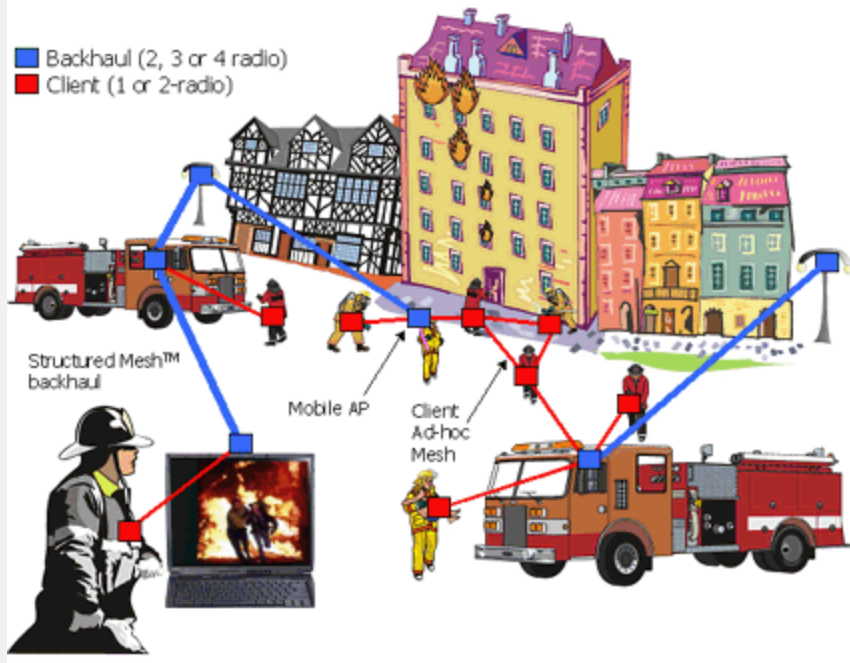 Backhaul (2, 3 or 4 radio)
Client (1 or 2-radio)
Structured Mesh™
backhaul
Mobile AP
Client
Ad-hoc
Mesh